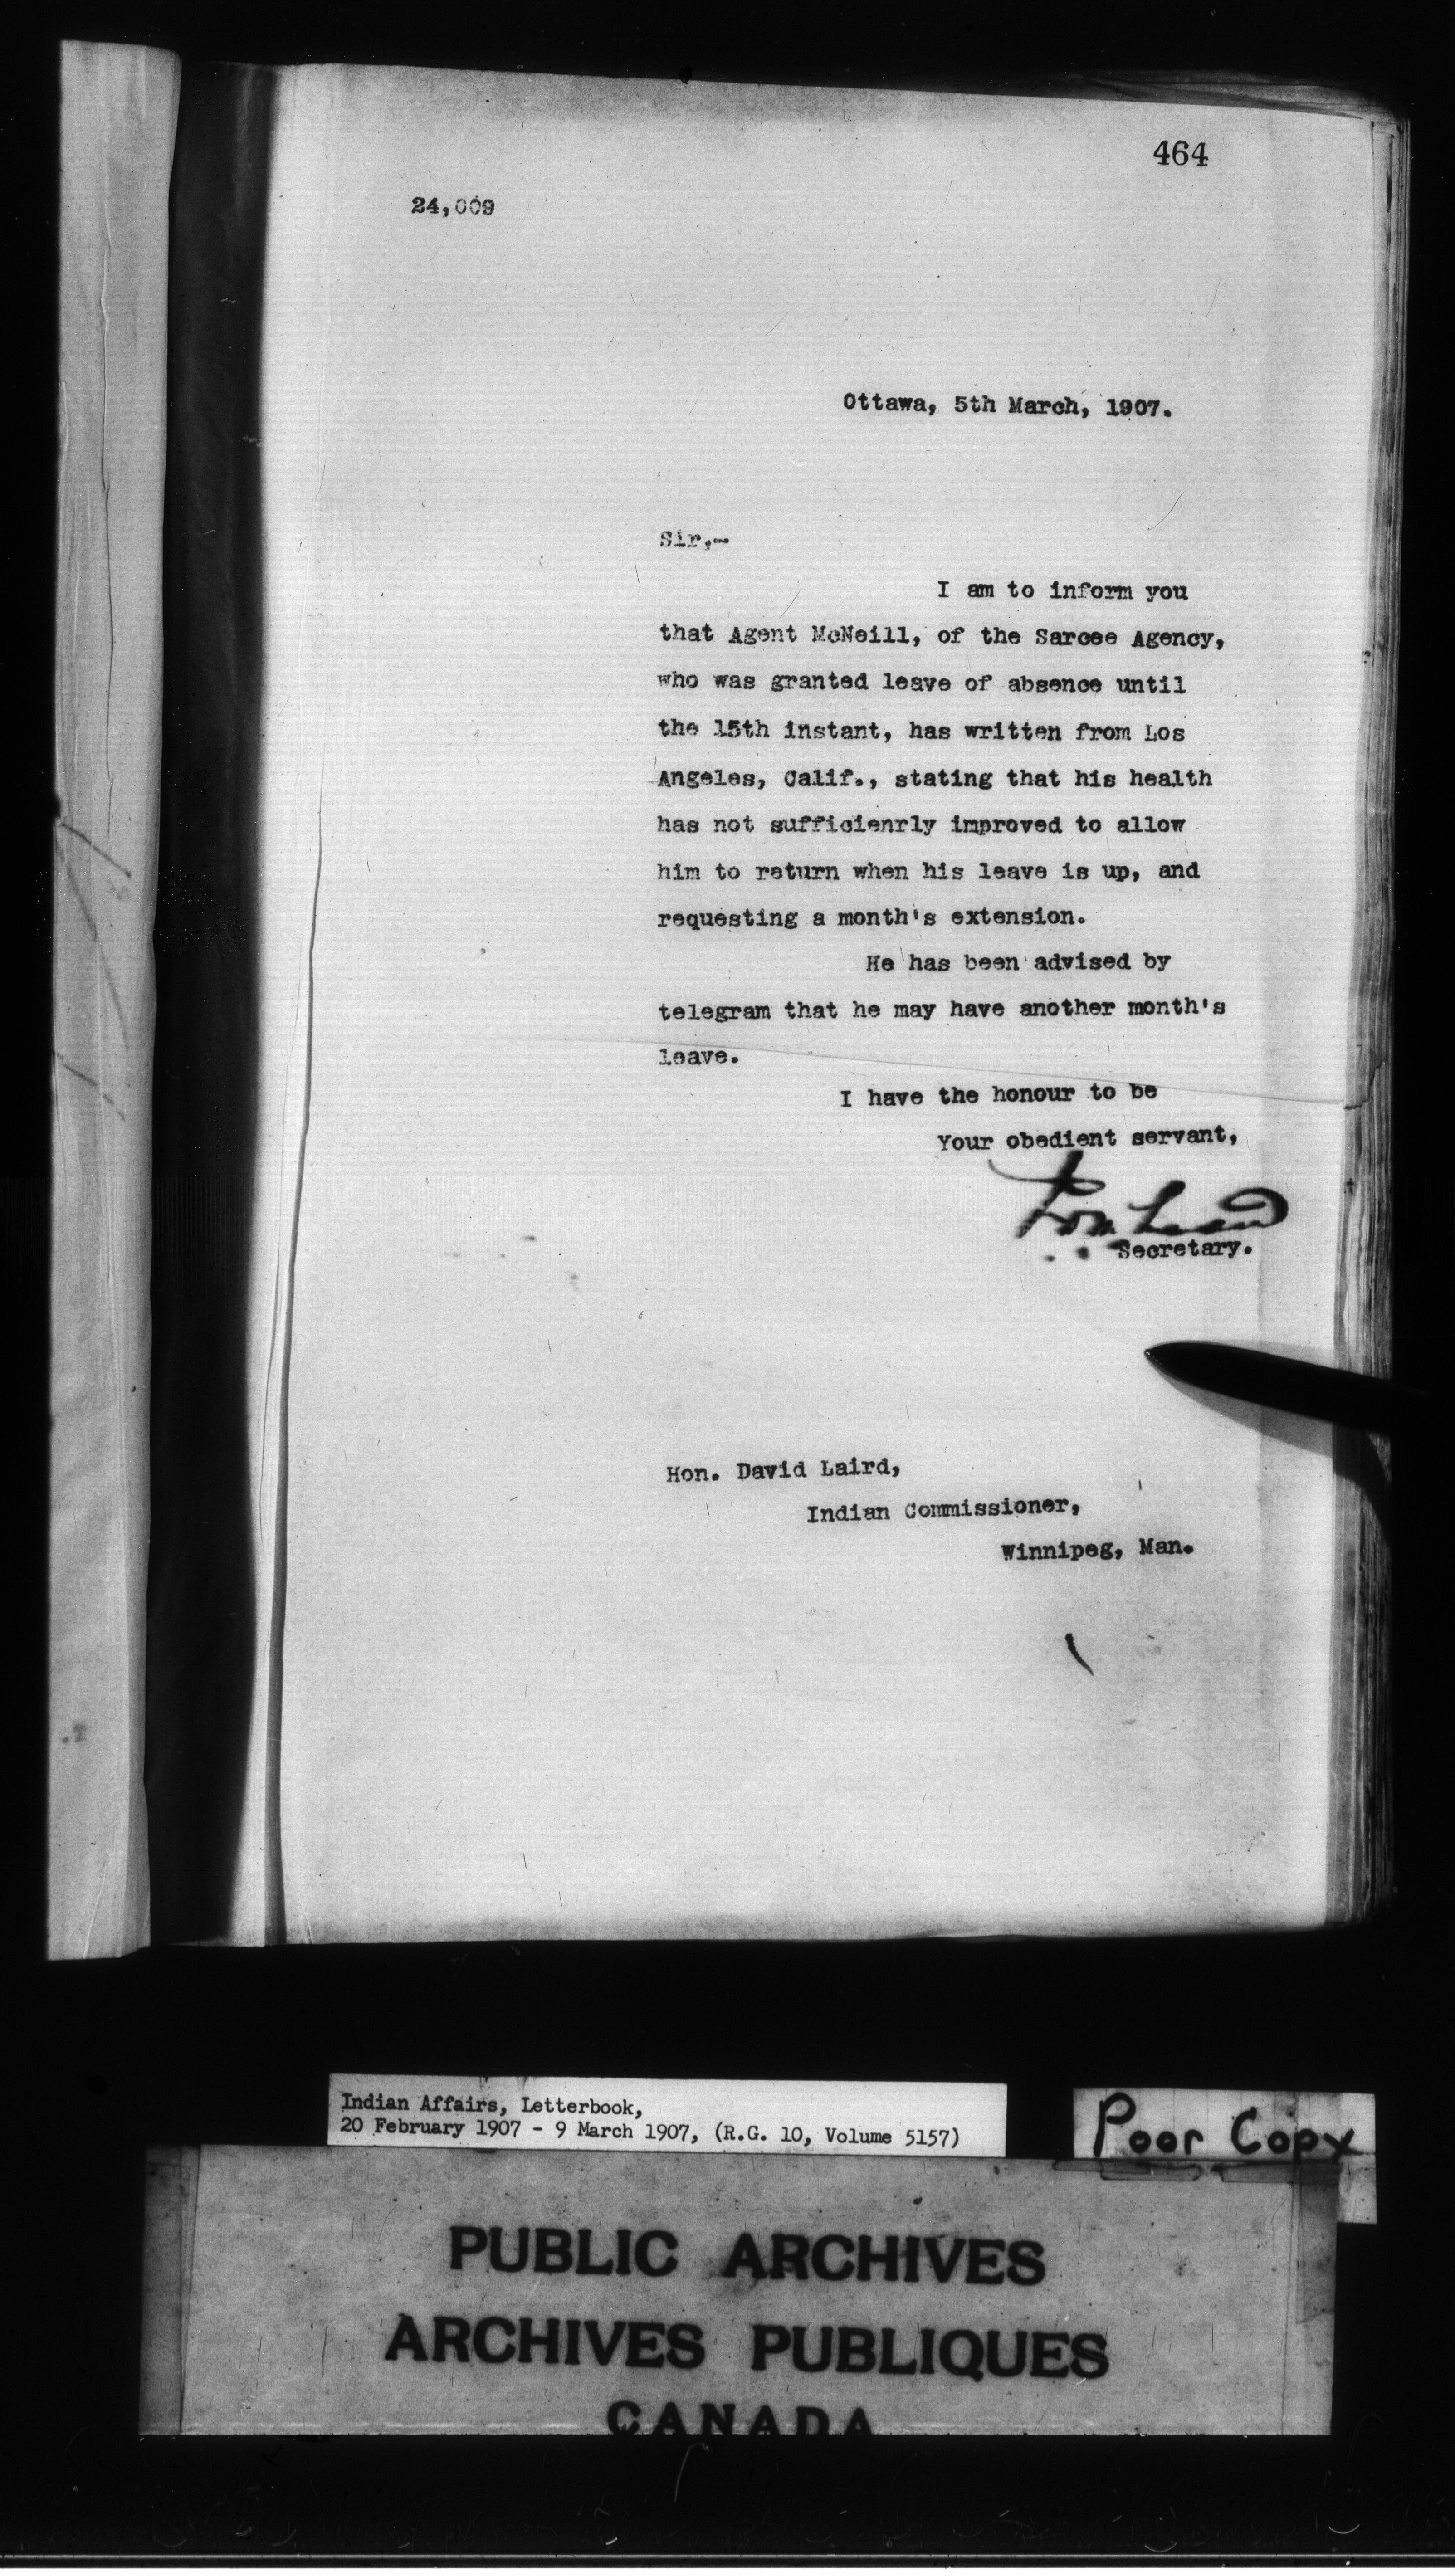 464
24,009
Ottawa, 5th March, 1907.
Sir,-
I am to inform you
that Agent McNeill, of the Sarcee Agency,
who was granted leave of absence until
the 15th instant, has written from Los
Angeles, Calif., stating that his health
has not sufficienrly improved to allow
him to return when his leave is up, and
requesting a month's extension.
He has been advised by
telegram that he may have another month's
leave.
I have the honour to be
Your obedient servant,
Secretary.
Hon. David Laird,
Indian Commissioner,
Winnipeg, Man.
Indian Affairs, Letterbook,
20 February 1907 - 9 March 1907, (R.G. 10, Volume 5157)
Poor Copy
PUBLIC ARCHIVES
ARCHIVES PUBLIQUES
CANADA